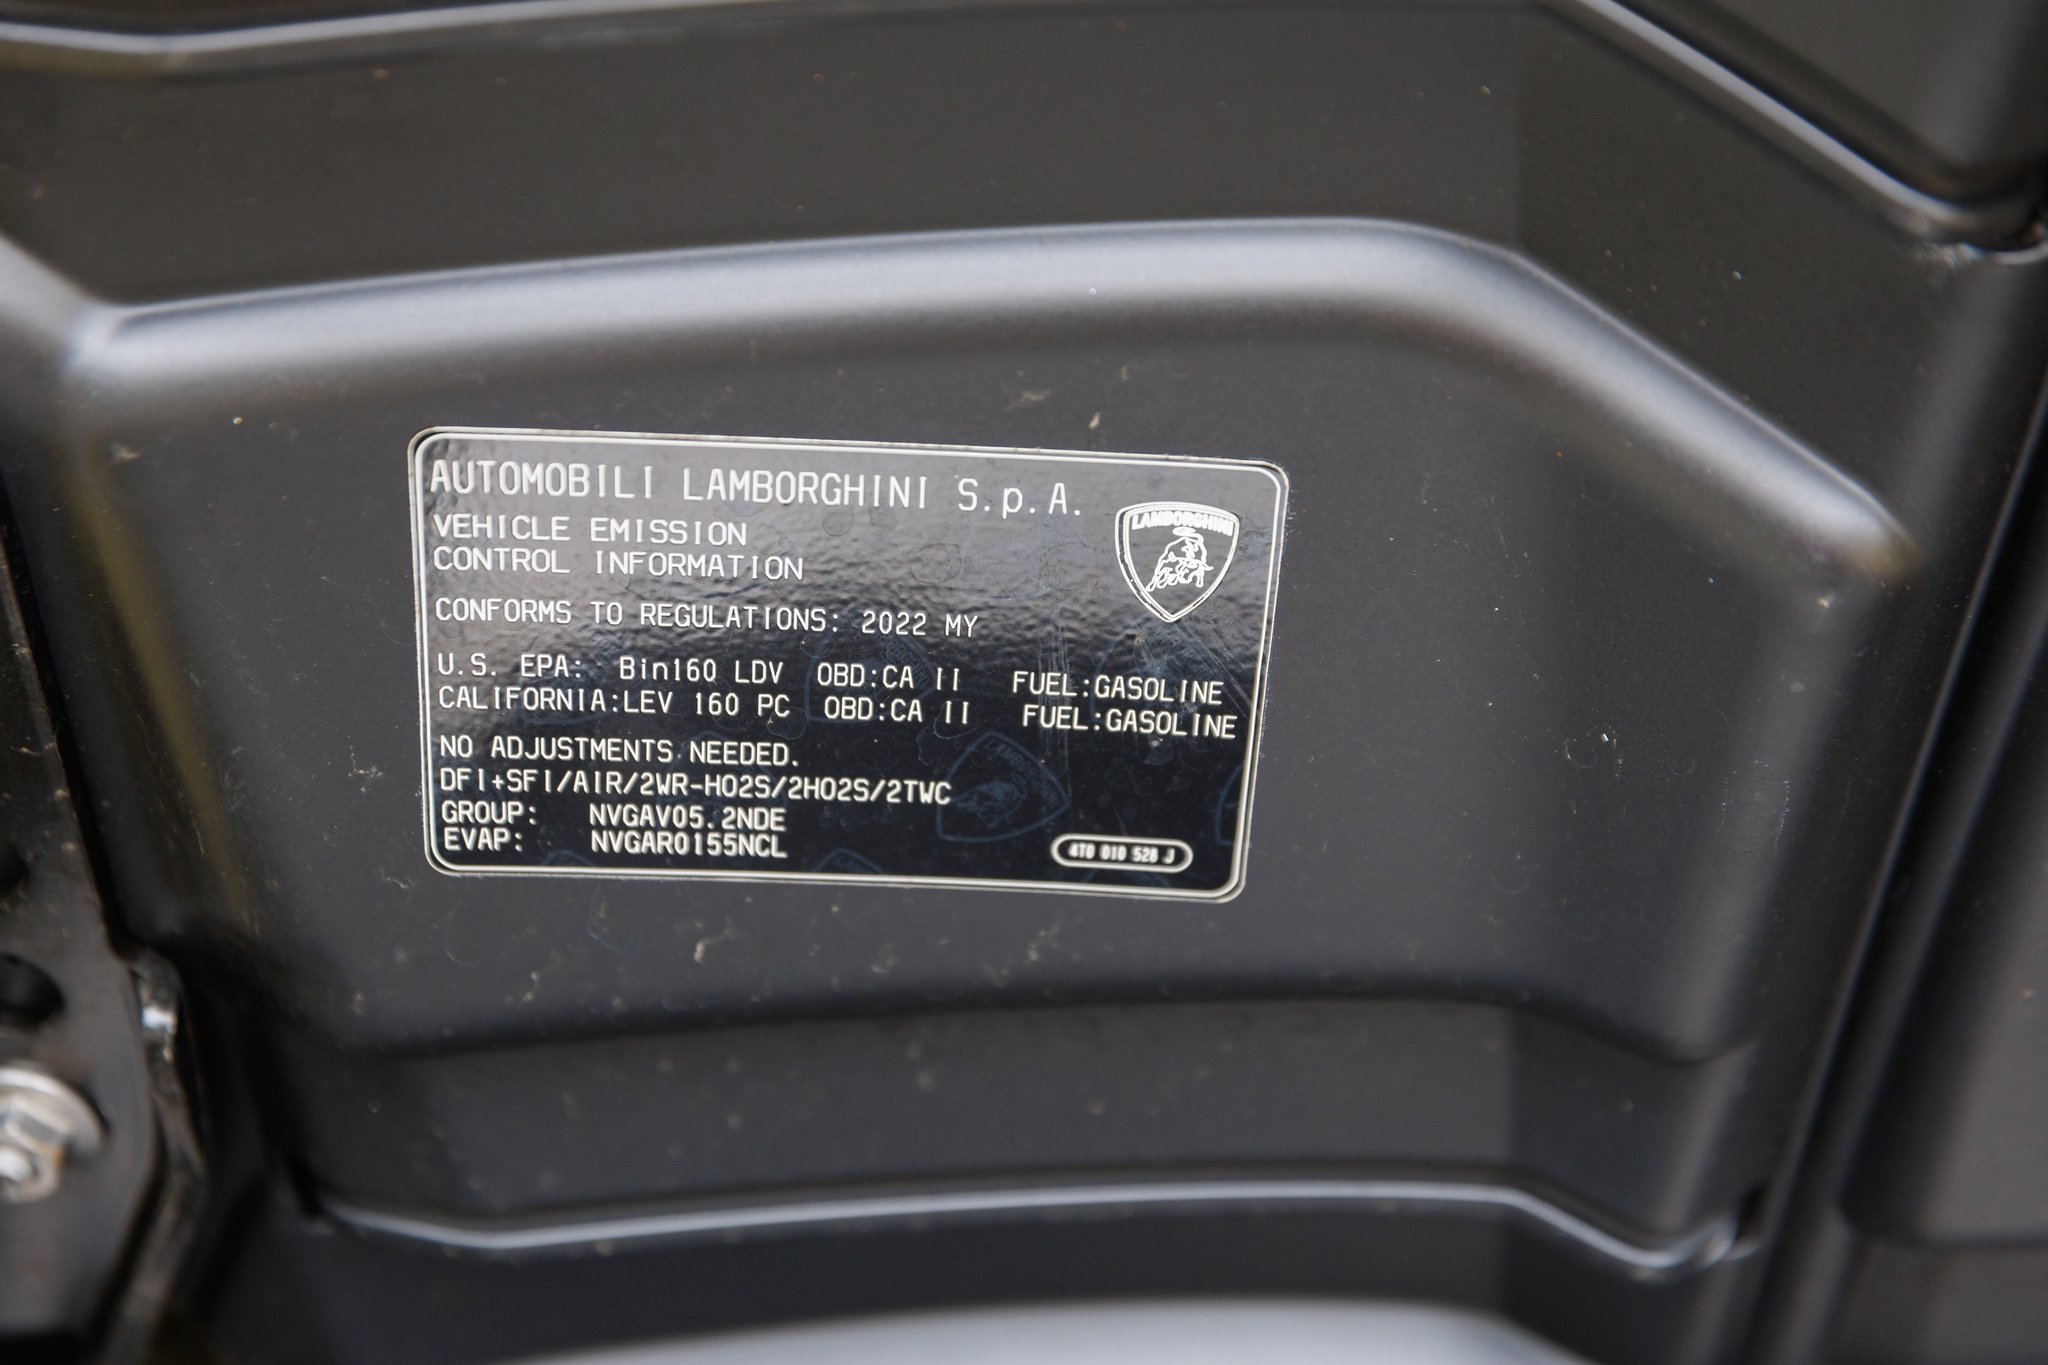 AUTOMOBILI LAMBORGHINI S.p.A.
LAMBORGHINI
VEHICLE EMISSION
CONTROL INFORMATION
CONFORMS TO REGULATIONS: 2022 MY
U.S. EPA: Bin160 LDV OBD:CA II FUEL:GASOLINE
CALIFORNIA:LEV 160 PC OBD:CA II FUEL:GASOLINE
NO ADJUSTMENTS NEEDED.
DFI+SFI/AIR/2WR-HO2S/2HO2S/2TWC
GROUP: NVGAV05.2NDE
EVAP: NVGAR0155NCL
4T0 010 528 J